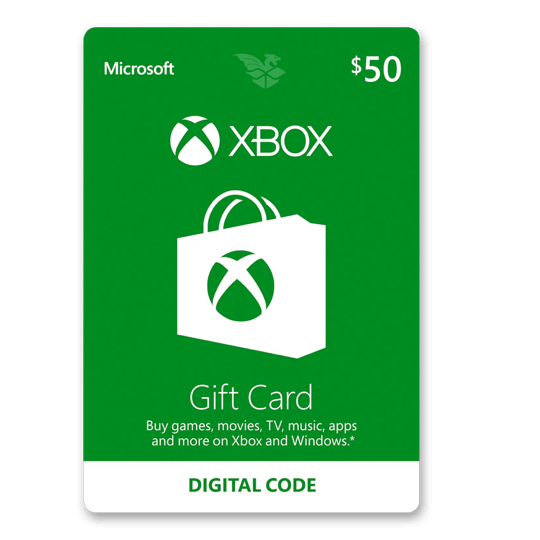 Microsoft
$50
XBOX
Gift Card
Buy games, movies, TV, music, apps
and more on Xbox and Windows.*
DIGITAL CODE